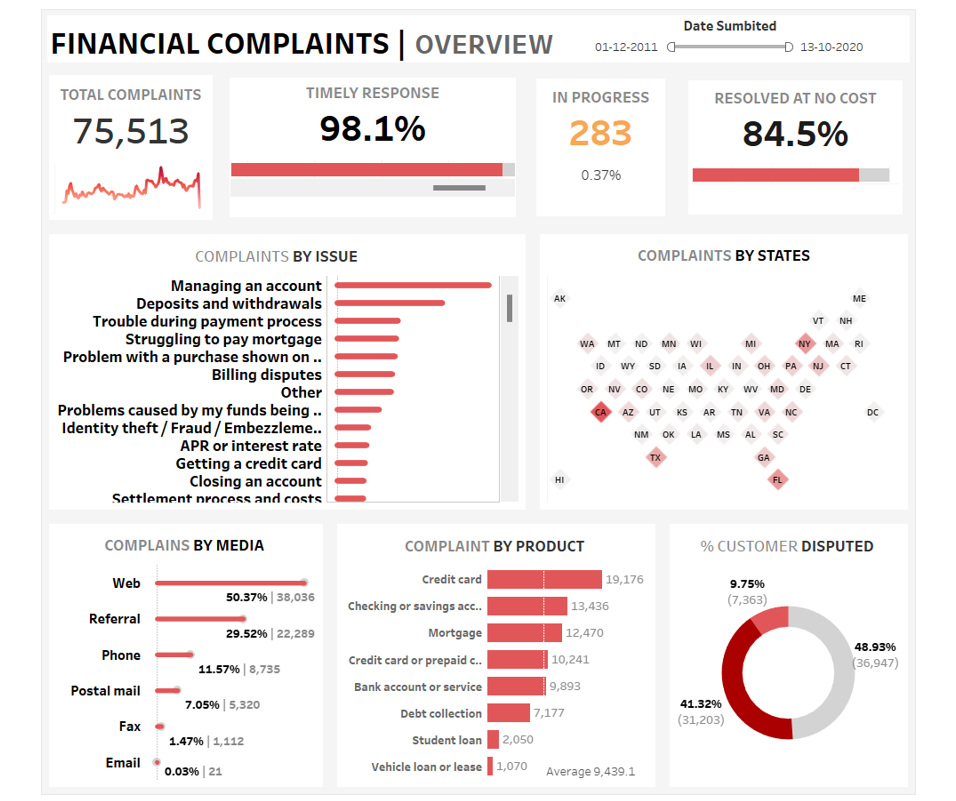 FINANCIAL COMPLAINTS | OVERVIEW
Date Sumbited
01-12-2011 13-10-2020
TOTAL COMPLAINTS
75,513
TIMELY RESPONSE
98.1%
IN PROGRESS
283
0.37%
RESOLVED AT NO COST
84.5%
COMPLAINTS BY ISSUE
Managing an account
Deposits and withdrawals
Trouble during payment process
Struggling to pay mortgage
Problem with a purchase shown on ..
Billing disputes
Other
Problems caused by my funds being ..
Identity theft / Fraud / Embezzleme..
APR or interest rate
Getting a credit card
Closing an account
Settlement process and costs
COMPLAINTS BY STATES
AK ME
VT NH
WA MT ND MN WI MI NY MA RI
ID WY SD IA IL IN OH PA NJ CT
OR NV CO NE MO KY WV MD DE
CA AZ UT KS AR TN VA NC DC
NM OK LA MS AL SC
TX GA
HI FL
COMPLAINS BY MEDIA
Web
50.37% | 38,036
Referral
29.52% | 22,289
Phone
11.57% | 8,735
Postal mail
7.05% | 5,320
Fax
1.47% | 1,112
Email
0.03% | 21
COMPLAINT BY PRODUCT
Credit card 19,176
Checking or savings acc.. 13,436
Mortgage 12,470
Credit card or prepaid c.. 10,241
Bank account or service 9,893
Debt collection 7,177
Student loan 2,050
Vehicle loan or lease 1,070
Average 9,439.1
% CUSTOMER DISPUTED
9.75%
(7,363)
48.93%
(36,947)
41.32%
(31,203)